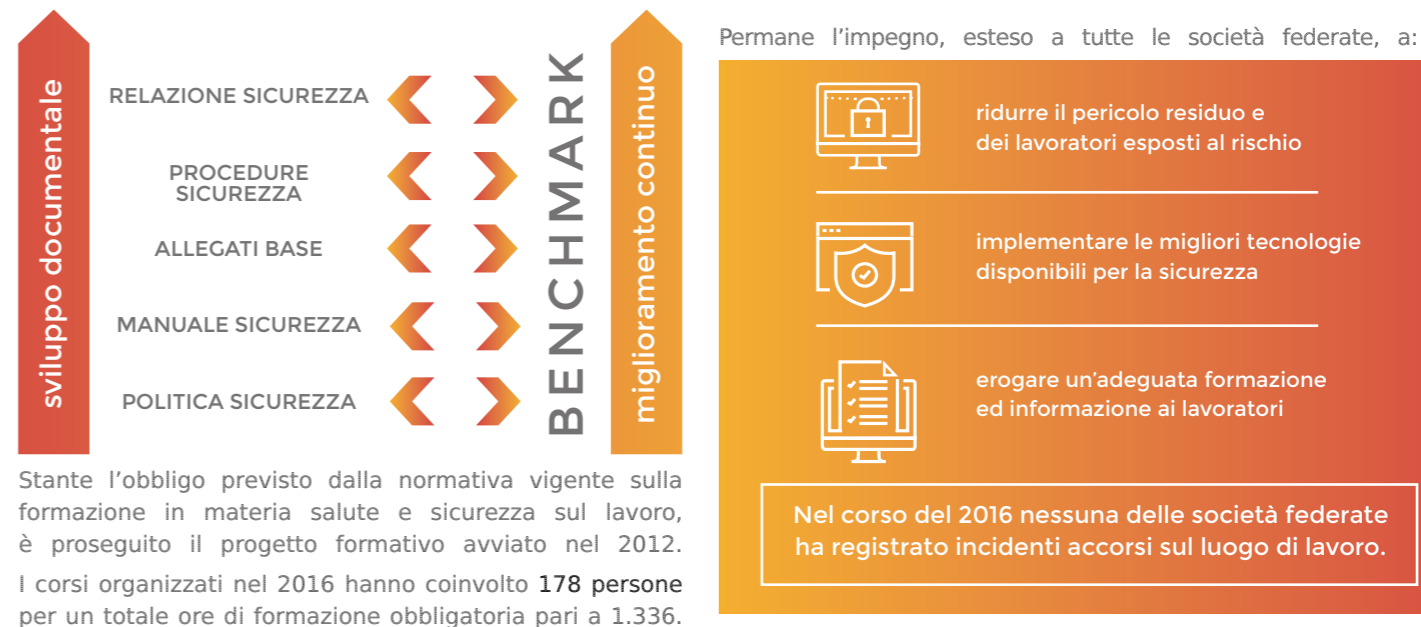 sviluppo documentale
RELAZIONE SICUREZZA
PROCEDURE
SICUREZZA
ALLEGATI BASE
MANUALE SICUREZZA
POLITICA SICUREZZA
BENCHMARK
miglioramento continuo
Stante l’obbligo previsto dalla normativa vigente sulla
formazione in materia salute e sicurezza sul lavoro,
è proseguito il progetto formativo avviato nel 2012.
I corsi organizzati nel 2016 hanno coinvolto 178 persone
per un totale ore di formazione obbligatoria pari a 1.336.
Permane l’impegno, esteso a tutte le società federate, a:
ridurre il pericolo residuo e
dei lavoratori esposti al rischio
implementare le migliori tecnologie
disponibili per la sicurezza
erogare un’adeguata formazione
ed informazione ai lavoratori
Nel corso del 2016 nessuna delle società federate
ha registrato incidenti accorsi sul luogo di lavoro.